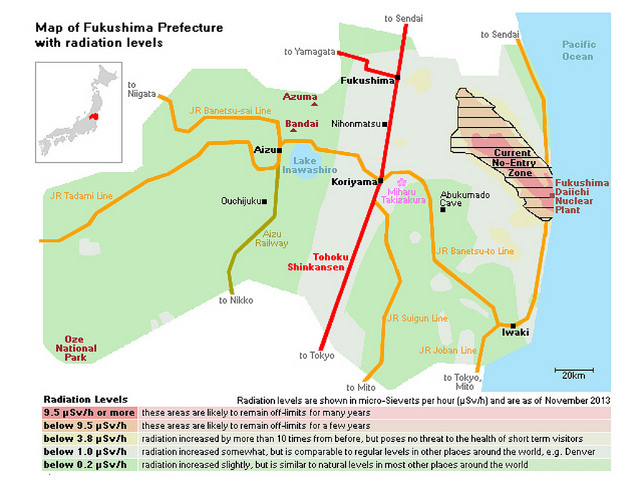 Map of Fukushima Prefecture
with radiation levels
to Sendai
to Sendai
to Yamagata
Pacific
Ocean
to
Niigata
Fukushima
Azuma
JR Banetsu-sai Line
Bandai
Nihonmatsu
Aizu
Current
No-Entry
Zone
Lake
Inawashiro
Koriyama
Miharu
Takizakura
Fukushima
Daiichi
Nuclear
Plant
JR Tadami Line
Ouchijuku
Abukumado
Cave
Aizu
Railway
JR Banetsu-to Line
Tohoku
Shinkansen
to Nikko
JR Suigun Line
Iwaki
Oze
National
Park
to Tokyo
JR Joban Line
to Mito
to Tokyo,
Mito
20km
Radiation Levels
Radiation levels are shown in micro-Sieverts per hour (µSv/h) and are as of November 2013
9.5 µSv/h or more these areas are likely to remain off-limits for many years
below 9.5 µSv/h these areas are likely to remain off-limits for a few years
below 3.8 µSv/h radiation increased by more than 10 times from before, but poses no threat to the health of short term visitors
below 1.0 µSv/h radiation increased somewhat, but is comparable to regular levels in other places around the world, e.g. Denver
below 0.2 µSv/h radiation increased slightly, but is similar to natural levels in most other places around the world